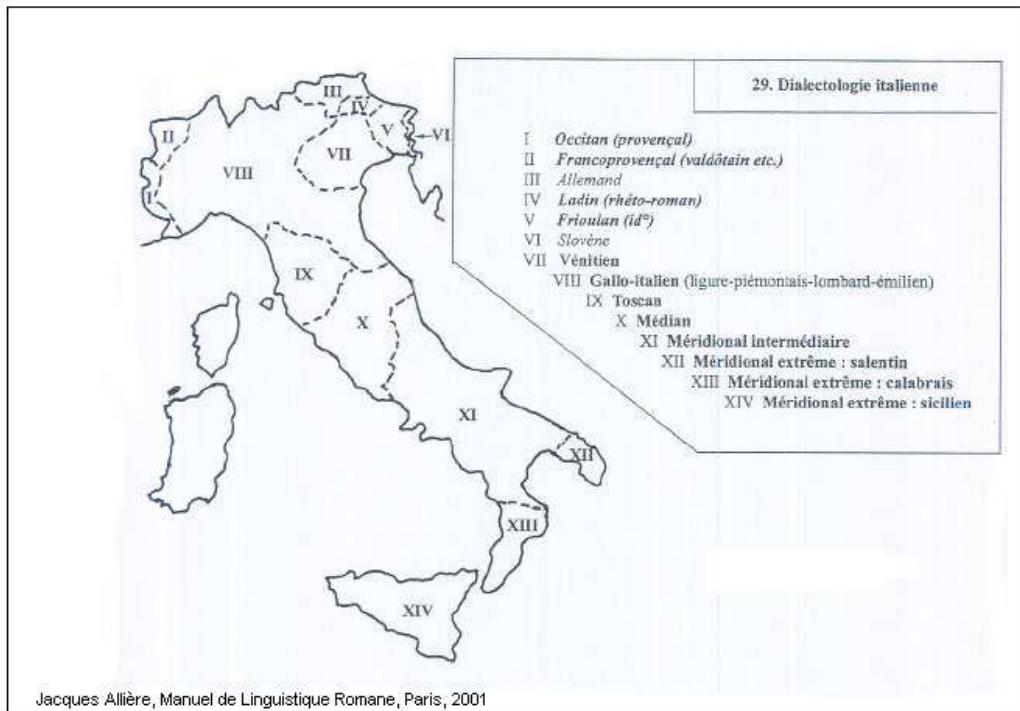 29. Dialectologie italienne
I Occitan (provençal)
II Francoprovençal (valdôtain etc.)
III Allemand
IV Ladin (rhéto-roman)
V Frioulan (id°)
VI Slovène
VII Vénitien
VIII Gallo-italien (ligure-piémontais-lombard-émilien)
IX Toscan
X Médian
XI Méridional intermédiaire
XII Méridional extrême : salentin
XIII Méridional extrême : calabrais
XIV Méridional extrême : sicilien
III
IV
II
V
VI
VII
VIII
I
IX
X
XI
XII
XIII
XIV
Jacques Allière, Manuel de Linguistique Romane, Paris, 2001